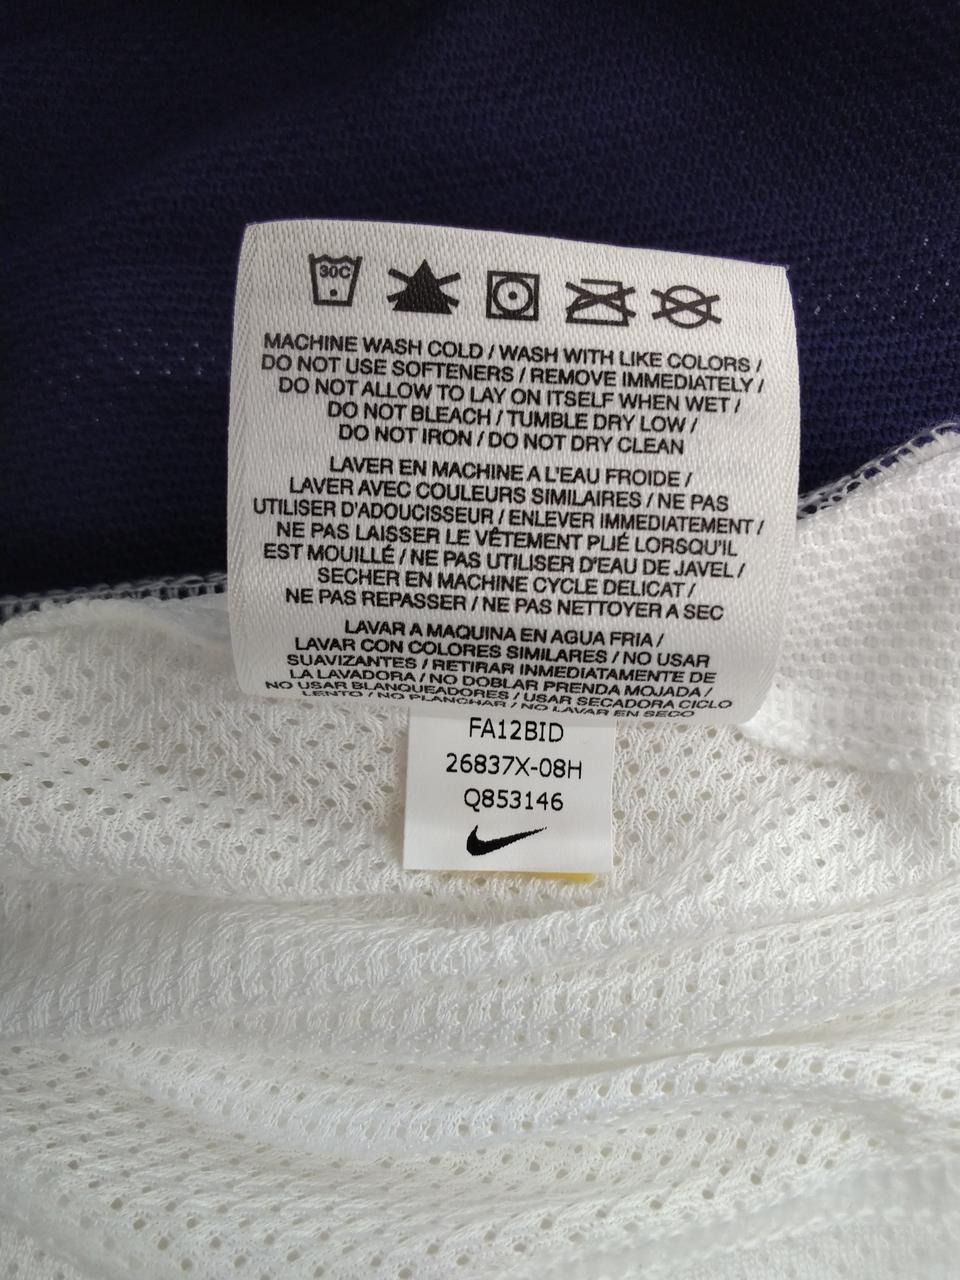 30C
MACHINE WASH COLD / WASH WITH LIKE COLORS /
DO NOT USE SOFTENERS / REMOVE IMMEDIATELY /
DO NOT ALLOW TO LAY ON ITSELF WHEN WET /
DO NOT BLEACH / TUMBLE DRY LOW /
DO NOT IRON / DO NOT DRY CLEAN
LAVER EN MACHINE A L'EAU FROIDE /
LAVER AVEC COULEURS SIMILAIRES / NE PAS
UTILISER D'ADOUCISSEUR / ENLEVER IMMEDIATEMENT /
NE PAS LAISSER LE VÊTEMENT PLIÉ LORSQU'IL
EST MOUILLÉ / NE PAS UTILISER D'EAU DE JAVEL /
SECHER EN MACHINE CYCLE DELICAT /
NE PAS REPASSER / NE PAS NETTOYER A SEC
LAVAR A MAQUINA EN AGUA FRIA /
LAVAR CON COLORES SIMILARES / NO USAR
SUAVIZANTES / RETIRAR INMEDIATAMENTE DE
LA LAVADORA / NO DOBLAR PRENDA MOJADA /
NO USAR BLANQUEADORES / USAR SECADORA CICLO
LENTO / NO PLANCHAR / NO LAVAR EN SECO
FA12BID
26837X-08H
Q853146